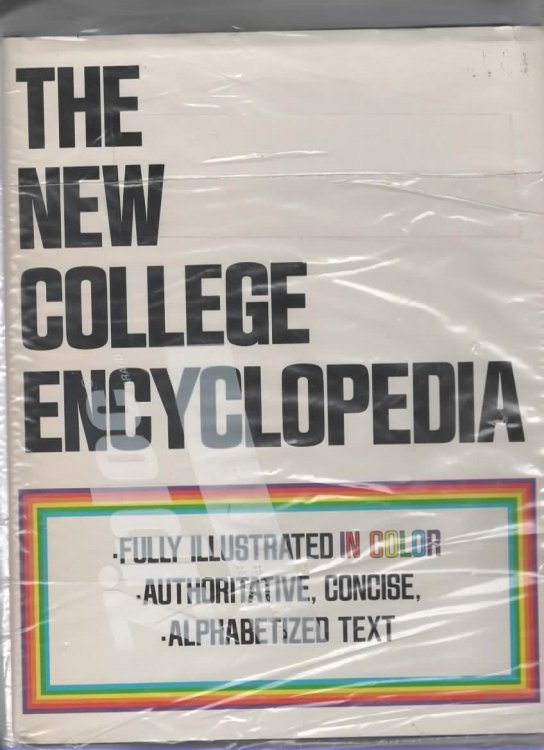 THE
NEW
COLLEGE
ENCYCLOPEDIA
·FULLY ILLUSTRATED IN COLOR
·AUTHORITATIVE, CONCISE,
·ALPHABETIZED TEXT